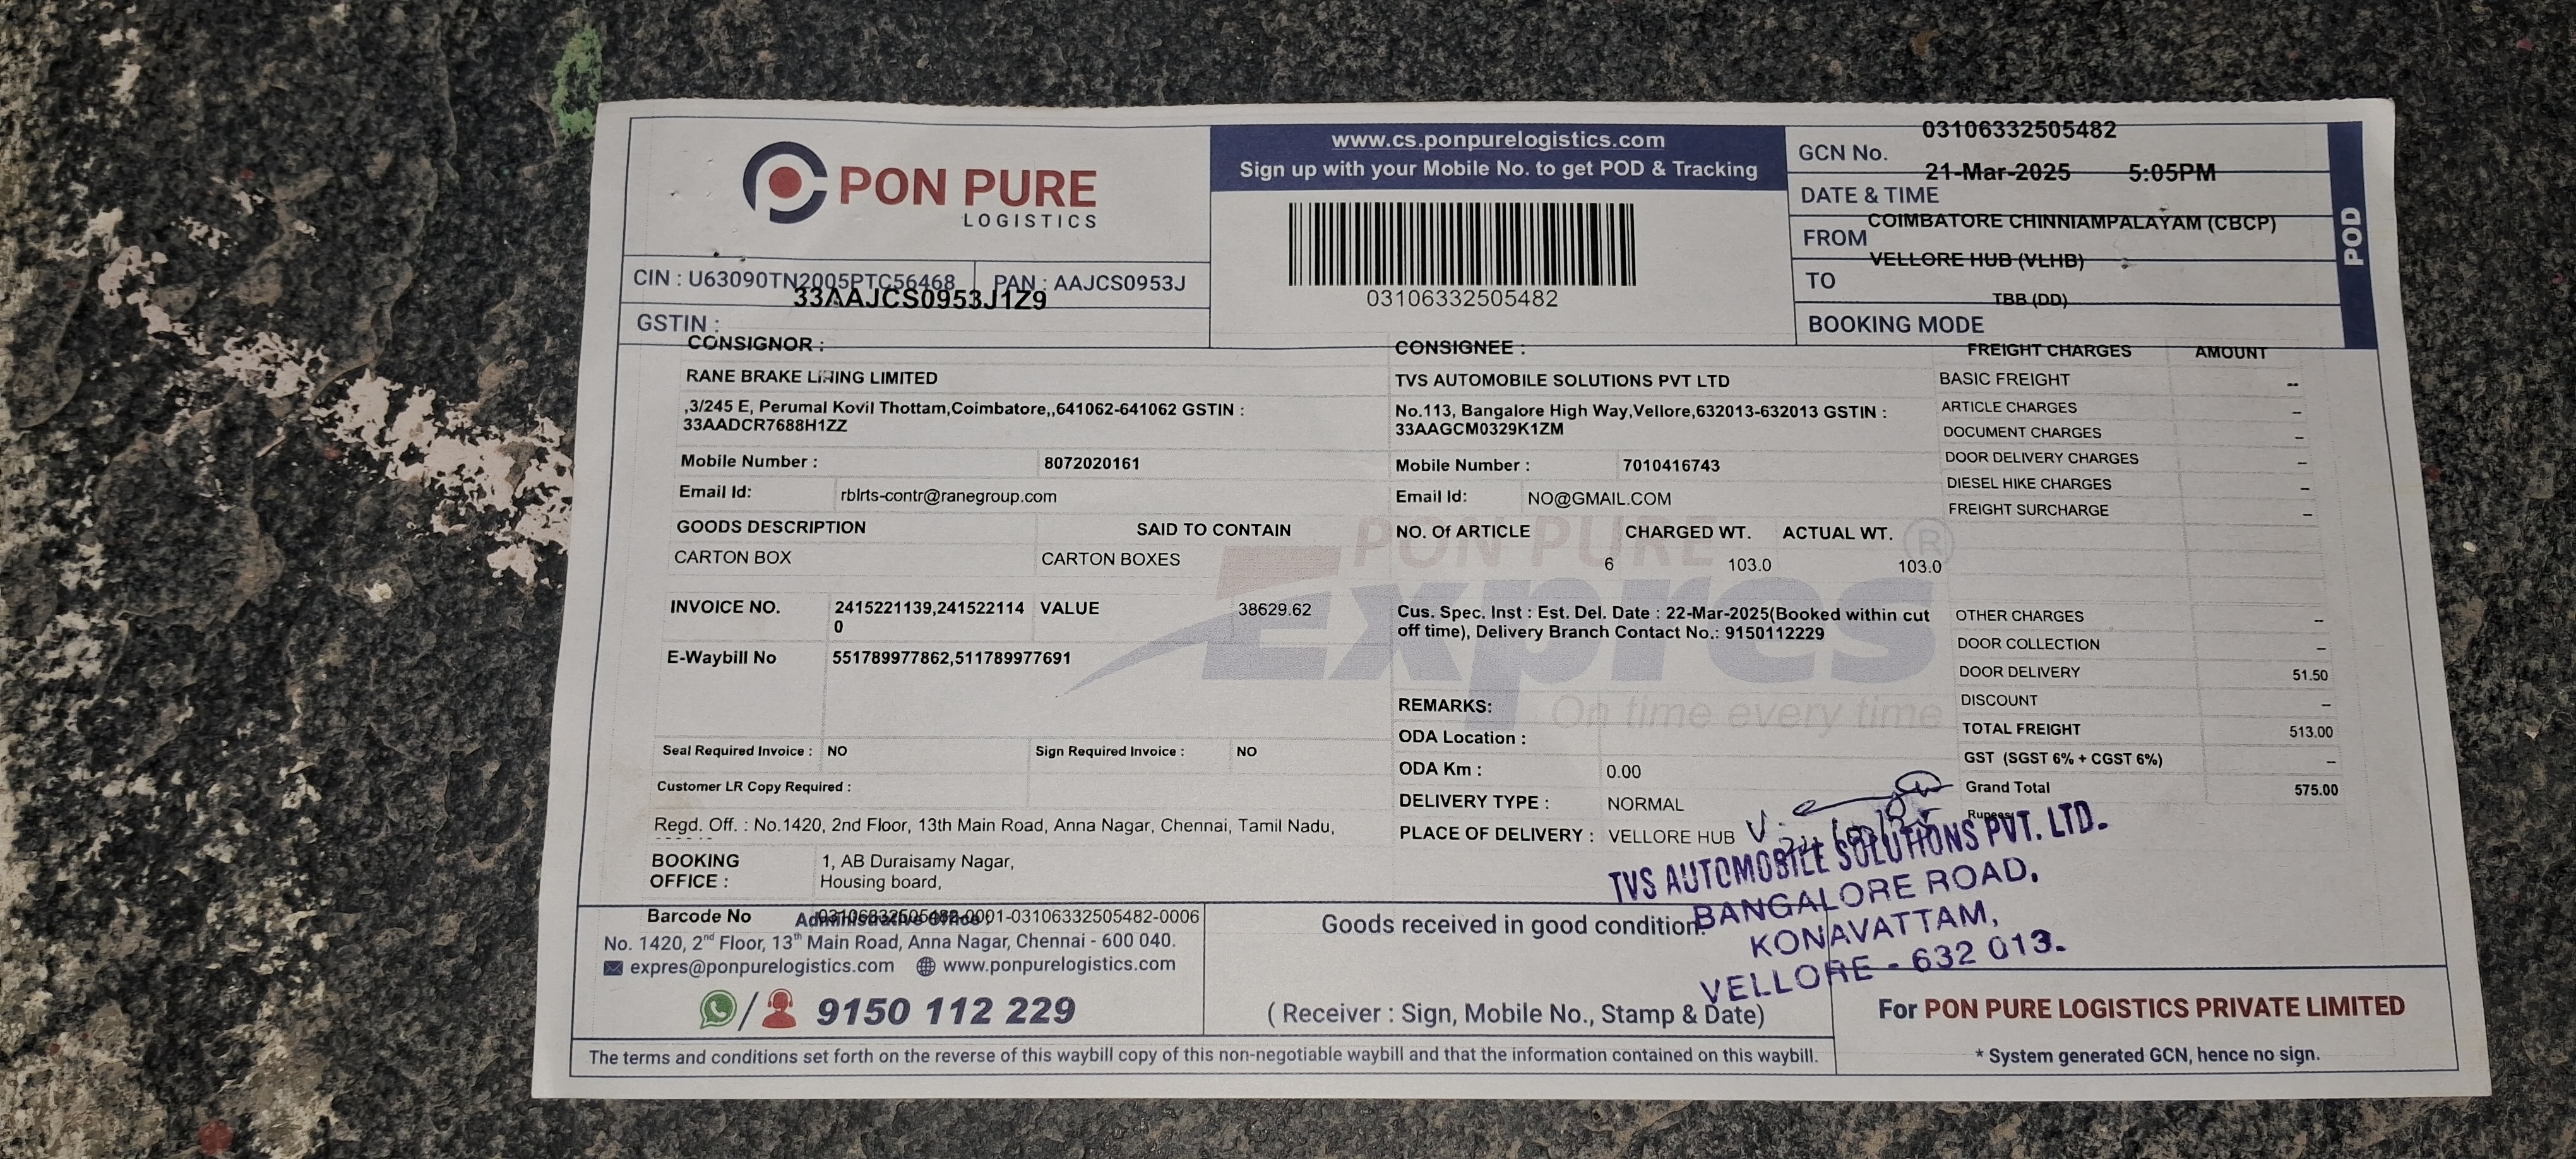 PON PURE
LOGISTICS
www.cs.ponpurelogistics.com
Sign up with your Mobile No. to get POD & Tracking
03106332505482
GCN No. 03106332505482
DATE & TIME 21-Mar-2025 5:05PM
FROM COIMBATORE CHINNIAMPALAYAM (CBCP)
TO VELLORE HUB (VLHB)
BOOKING MODE TBB (DD)
POD
CIN : U63090TN2005PTC56468 PAN : AAJCS0953J
GSTIN : 33AAJCS0953J1Z9
CONSIGNOR :
RANE BRAKE LINING LIMITED
,3/245 E, Perumal Kovil Thottam,Coimbatore,,641062-641062 GSTIN :
33AADCR7688H1ZZ
Mobile Number : 8072020161
Email Id: rblrts-contr@ranegroup.com
GOODS DESCRIPTION SAID TO CONTAIN
CARTON BOX CARTON BOXES
INVOICE NO. 2415221139,241522114 VALUE 38629.62
0
E-Waybill No 551789977862,511789977691
Seal Required Invoice : NO Sign Required Invoice : NO
Customer LR Copy Required :
Regd. Off. : No.1420, 2nd Floor, 13th Main Road, Anna Nagar, Chennai, Tamil Nadu,
BOOKING 1, AB Duraisamy Nagar,
OFFICE : Housing board,
Barcode No 03106332505482-0001-03106332505482-0006
CONSIGNEE :
TVS AUTOMOBILE SOLUTIONS PVT LTD
No.113, Bangalore High Way,Vellore,632013-632013 GSTIN :
33AAGCM0329K1ZM
Mobile Number : 7010416743
Email Id: NO@GMAIL.COM
NO. Of ARTICLE CHARGED WT. ACTUAL WT.
6 103.0 103.0
Cus. Spec. Inst : Est. Del. Date : 22-Mar-2025(Booked within cut
off time), Delivery Branch Contact No.: 9150112229
REMARKS:
ODA Location :
ODA Km : 0.00
DELIVERY TYPE : NORMAL
PLACE OF DELIVERY : VELLORE HUB
PON PURE
Expres ®
On time every time
FREIGHT CHARGES AMOUNT
BASIC FREIGHT --
ARTICLE CHARGES --
DOCUMENT CHARGES --
DOOR DELIVERY CHARGES --
DIESEL HIKE CHARGES --
FREIGHT SURCHARGE --
OTHER CHARGES --
DOOR COLLECTION --
DOOR DELIVERY 51.50
DISCOUNT --
TOTAL FREIGHT 513.00
GST (SGST 6% + CGST 6%) --
Grand Total 575.00
Rupees
TVS AUTOMOBILE SOLUTIONS PVT. LTD.
BANGALORE ROAD,
KONAVATTAM,
VELLORE - 632 013.
Administrative Office :
No. 1420, 2nd Floor, 13th Main Road, Anna Nagar, Chennai - 600 040.
expres@ponpurelogistics.com www.ponpurelogistics.com
9150 112 229
Goods received in good condition.
( Receiver : Sign, Mobile No., Stamp & Date)
For PON PURE LOGISTICS PRIVATE LIMITED
* System generated GCN, hence no sign.
The terms and conditions set forth on the reverse of this waybill copy of this non-negotiable waybill and that the information contained on this waybill.